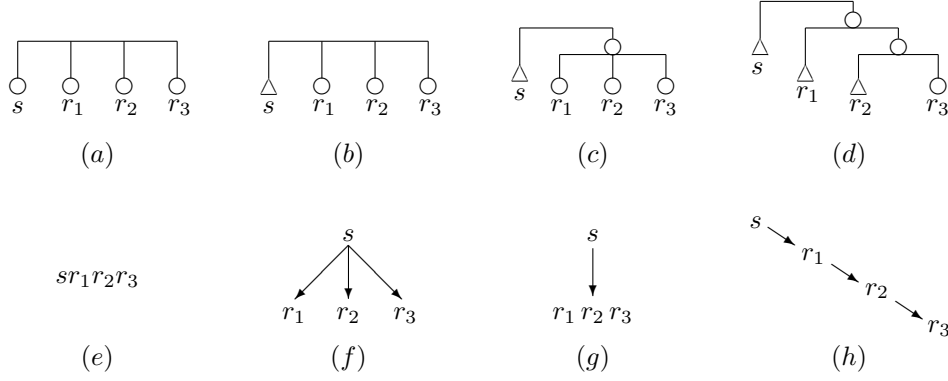 s r₁ r₂ r₃ s r₁ r₂ r₃ s r₁ r₂ r₃ s r₁ r₂ r₃
(a) (b) (c) (d)
s s s
r₁
sr₁r₂r₃
r₂
r₁ r₂ r₃ r₁ r₂ r₃ r₃
(e) (f) (g) (h)